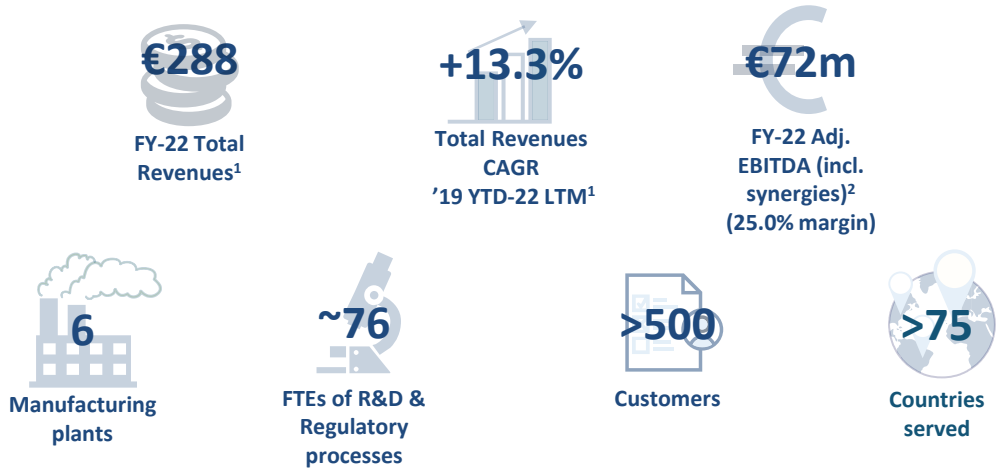 €288
FY-22 Total
Revenues1
+13.3%
Total Revenues
CAGR
’19 YTD-22 LTM1
€72m
FY-22 Adj.
EBITDA (incl.
synergies)2
(25.0% margin)
6
Manufacturing
plants
~76
FTEs of R&D &
Regulatory
processes
>500
Customers
>75
Countries
served